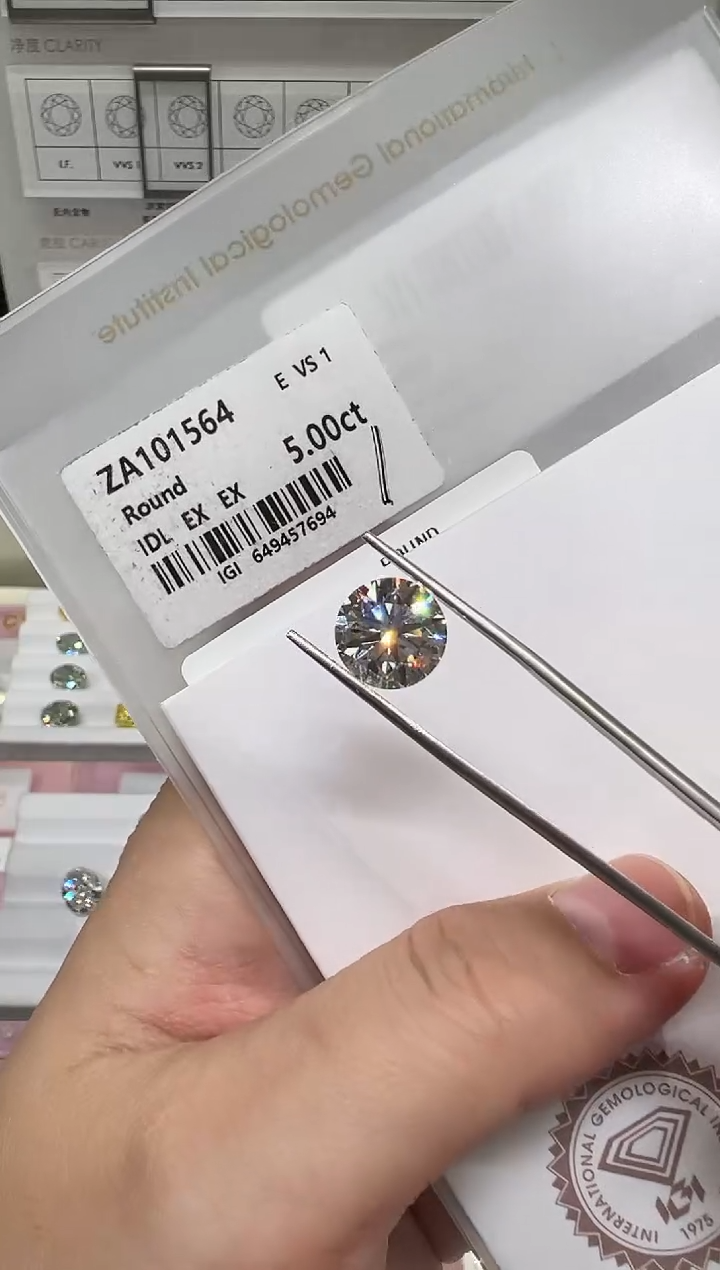 净度 CLARITY
I.F. VVS 1 VVS 2
International Gemological Institute
E VS 1
ZA101564
Round 5.00ct
IDL EX EX
IGI 649457694
ROUND
INTERNATIONAL GEMOLOGICAL IN
IGI
1975